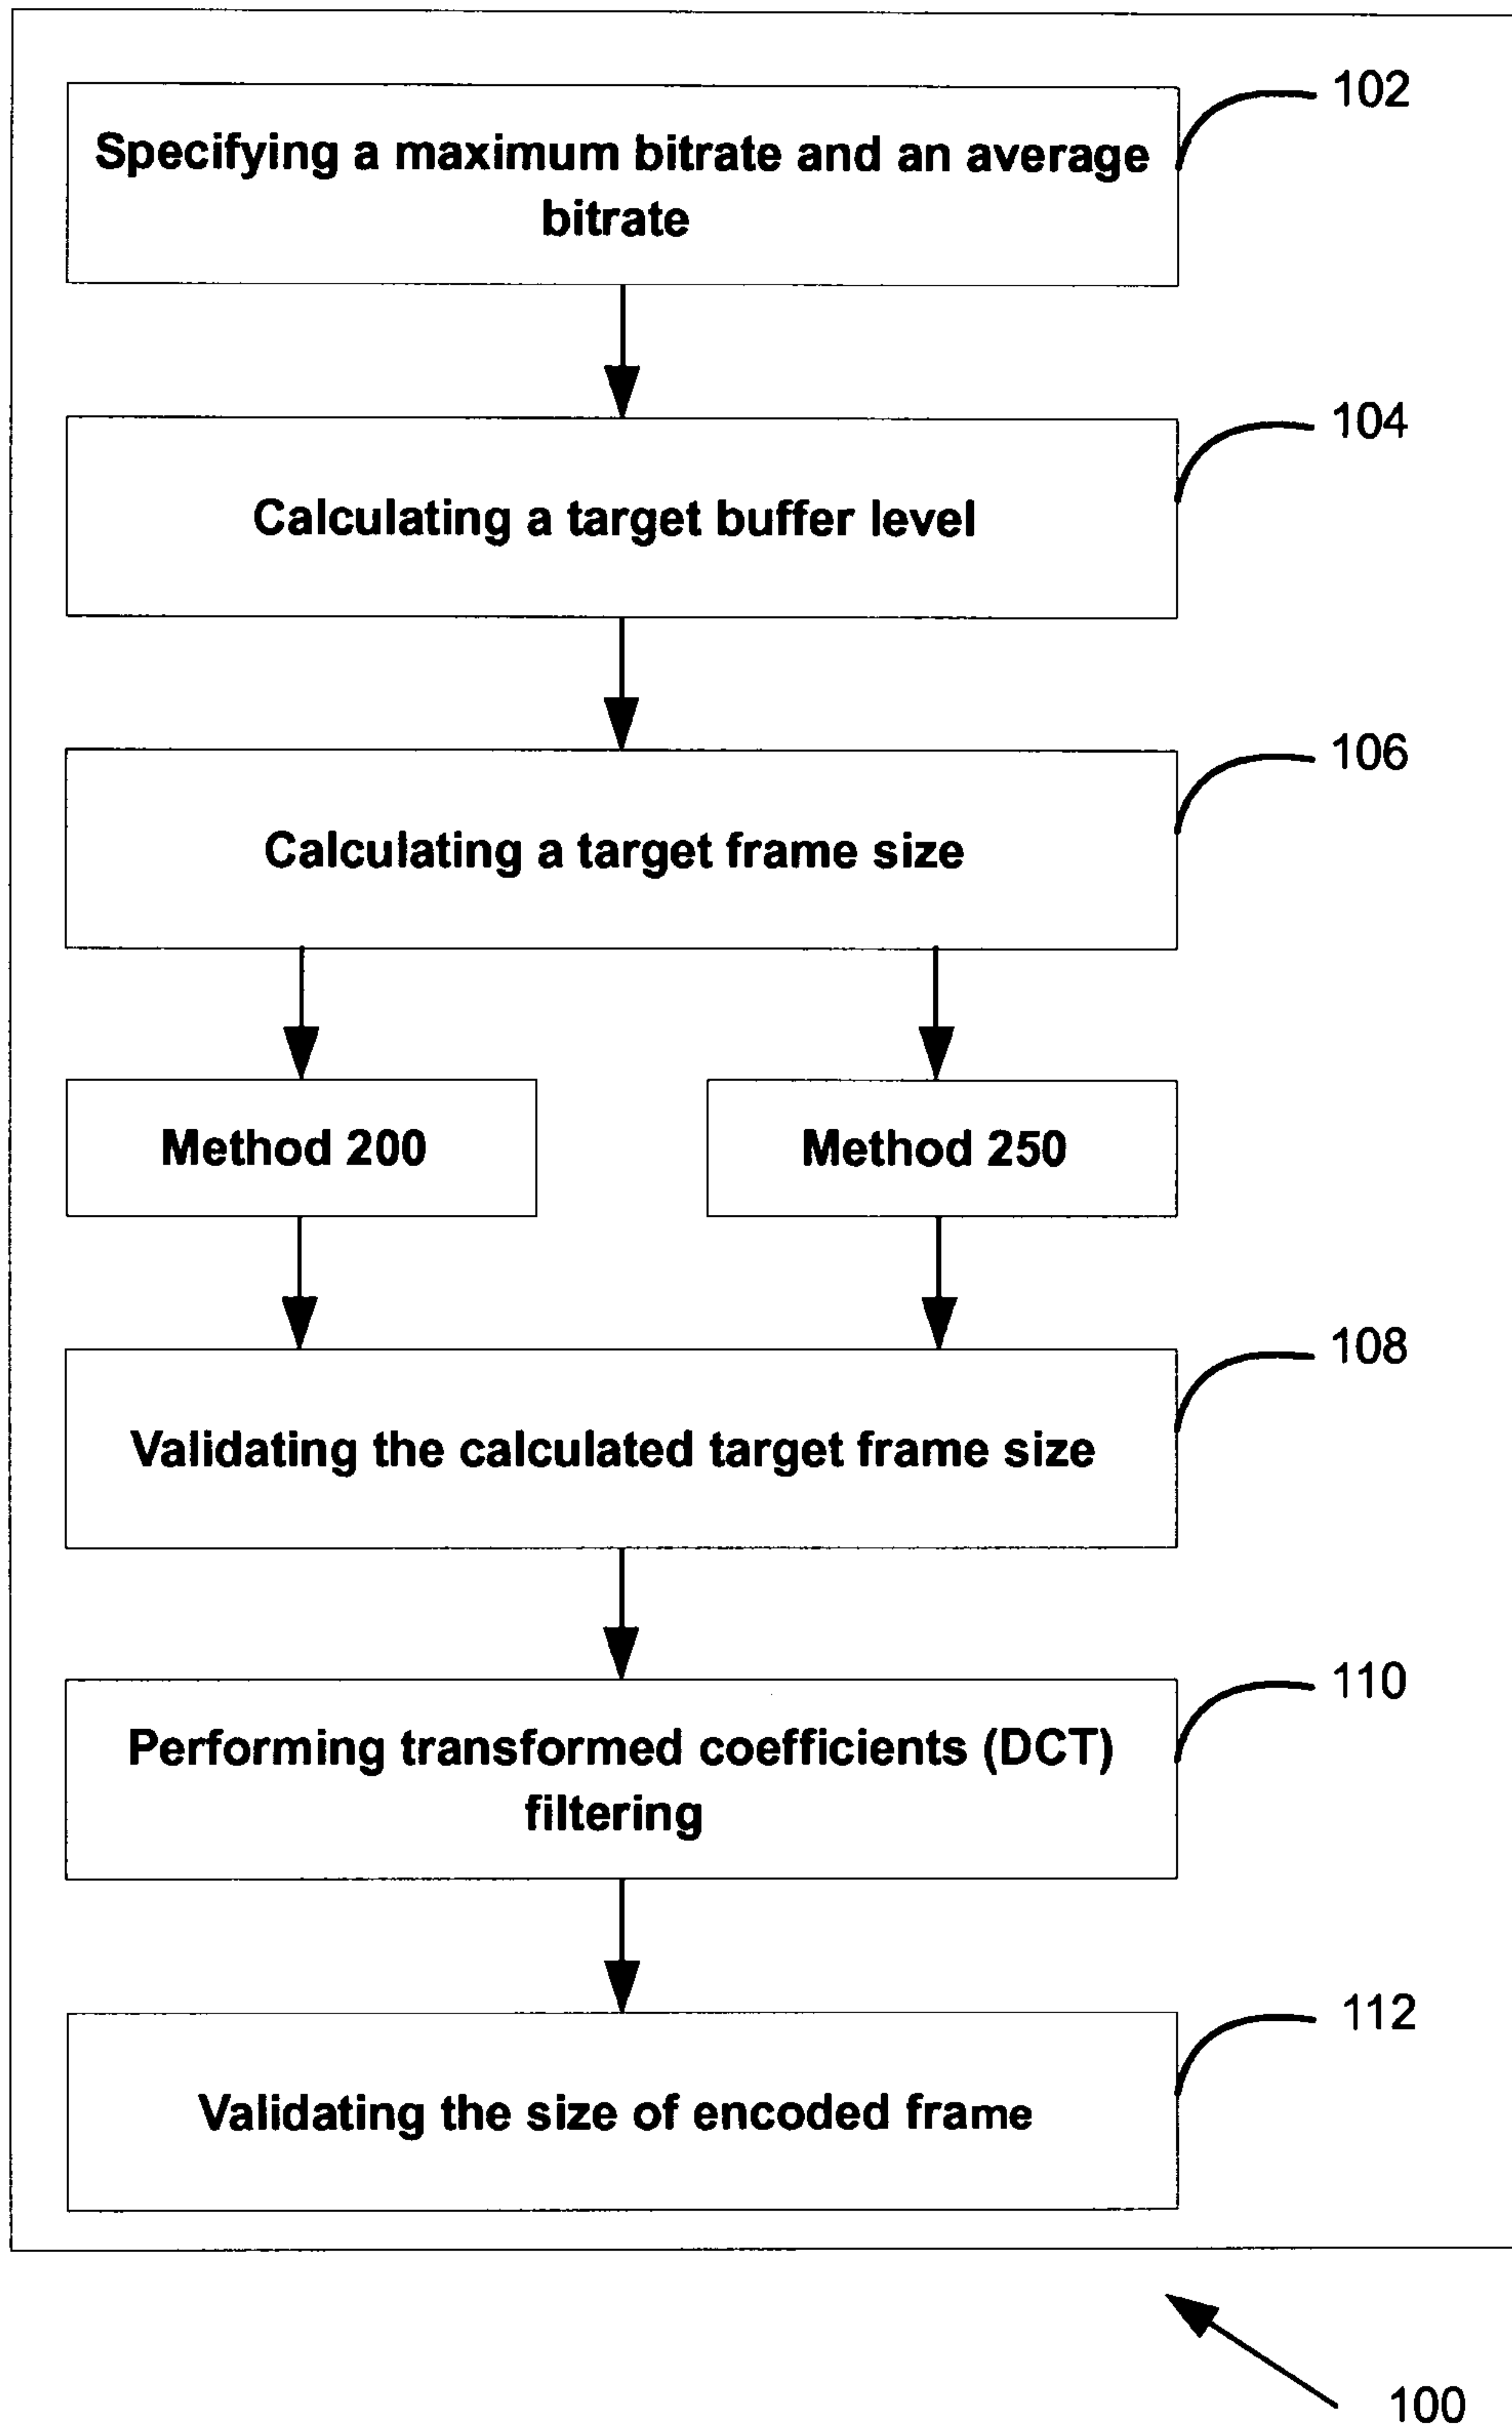 102
Specifying a maximum bitrate and an average
bitrate
104
Calculating a target buffer level
106
Calculating a target frame size
Method 200
Method 250
108
Validating the calculated target frame size
110
Performing transformed coefficients (DCT)
filtering
112
Validating the size of encoded frame
100